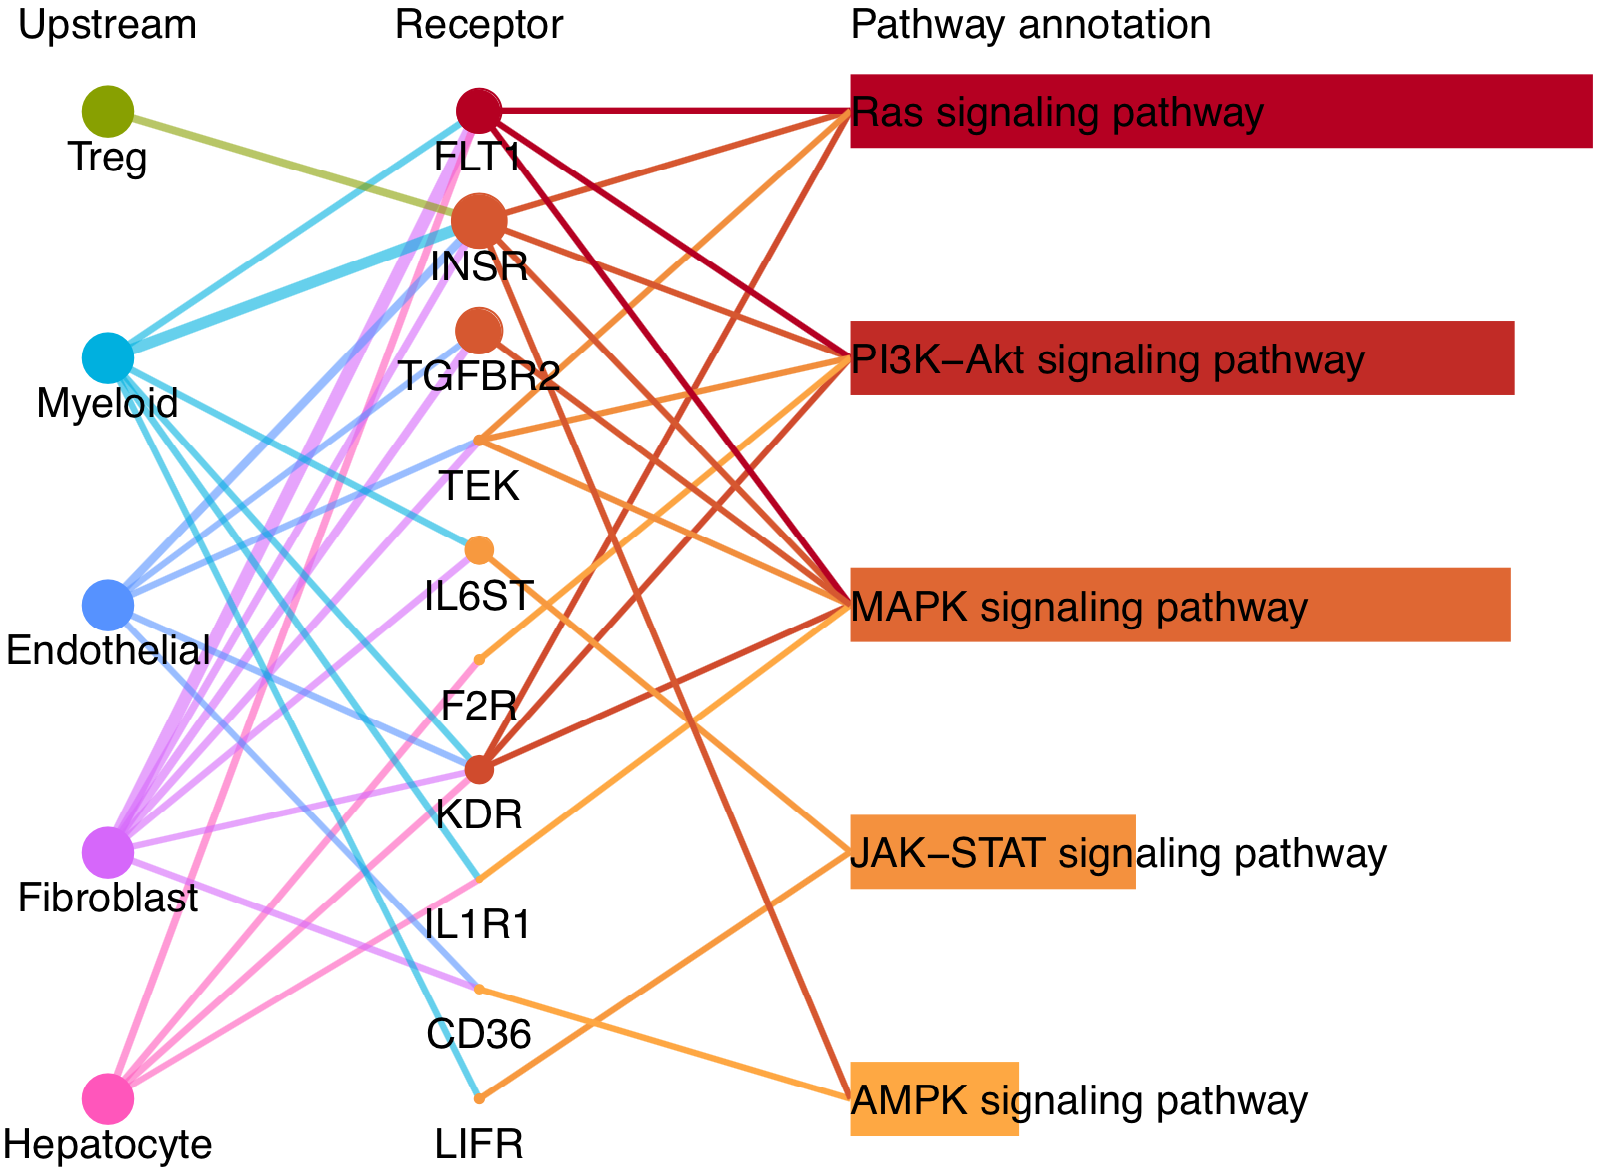 Upstream
Receptor
Pathway annotation
Treg
Myeloid
Endothelial
Fibroblast
Hepatocyte
FLT1
INSR
TGFBR2
TEK
IL6ST
F2R
KDR
IL1R1
CD36
LIFR
Ras signaling pathway
PI3K–Akt signaling pathway
MAPK signaling pathway
JAK–STAT signaling pathway
AMPK signaling pathway